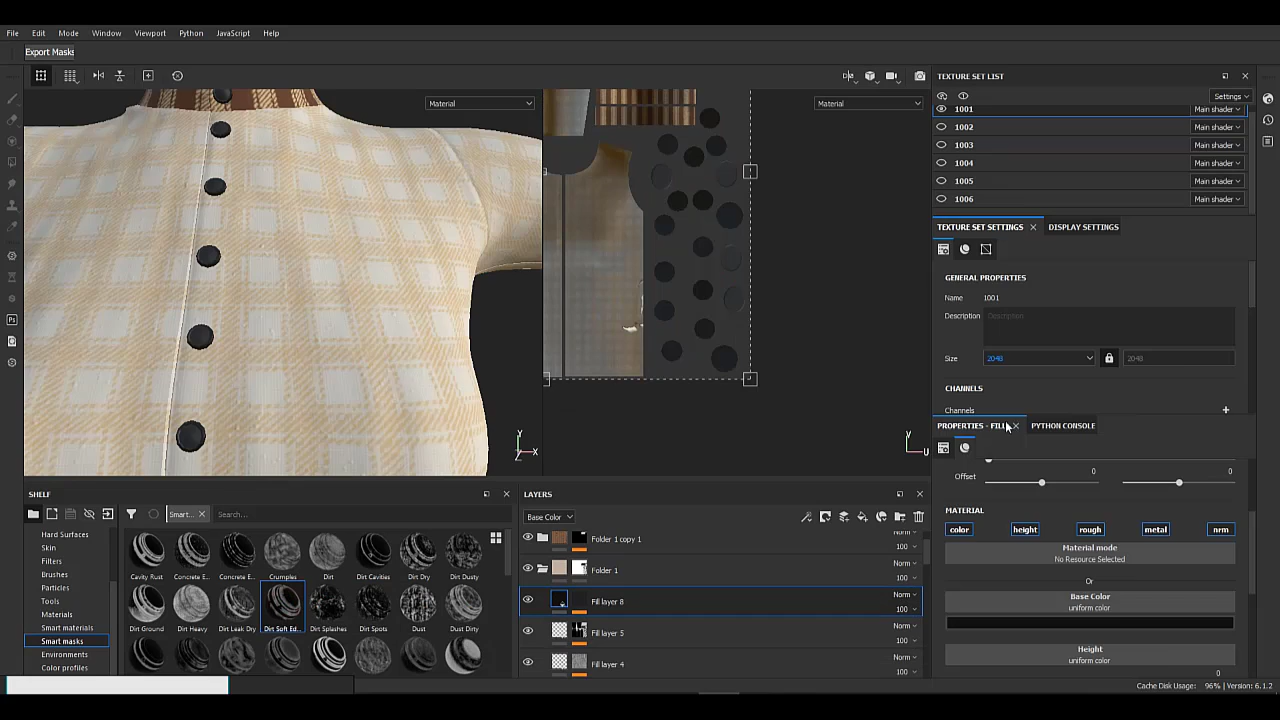 File Edit Mode Window Viewport Python JavaScript Help
Export Masks
Material
Material
TEXTURE SET LIST
Settings
1001 Main shader
1002 Main shader
1003 Main shader
1004 Main shader
1005 Main shader
1006 Main shader
TEXTURE SET SETTINGS DISPLAY SETTINGS
GENERAL PROPERTIES
Name 1001
Description Description
Size 2048 2048
CHANNELS
Channels +
PROPERTIES - FILL PYTHON CONSOLE
0 0
Offset
MATERIAL
color height rough metal nrm
Material mode
No Resource Selected
Or
Base Color
uniform color
Height
uniform color
0
Y
X
Z
V
U
SHELF
Smart... Search...
Hard Surfaces
Skin
Filters
Brushes
Particles
Tools
Materials
Smart materials
Smart masks
Environments
Color profiles
Ps
Cavity Rust Concrete E... Concrete E... Crumples Dirt Dirt Cavities Dirt Dry Dirt Dusty
Dirt Ground Dirt Heavy Dirt Leak Dry Dirt Soft Ed... Dirt Splashes Dirt Spots Dust Dust Dirty
LAYERS
Base Color
Folder 1 copy 1 Norm
100
Folder 1 Norm
100
Fill layer 8 Norm
100
Fill layer 5 Norm
100
Fill layer 4 Norm
100
Cache Disk Usage: 96% | Version: 6.1.2